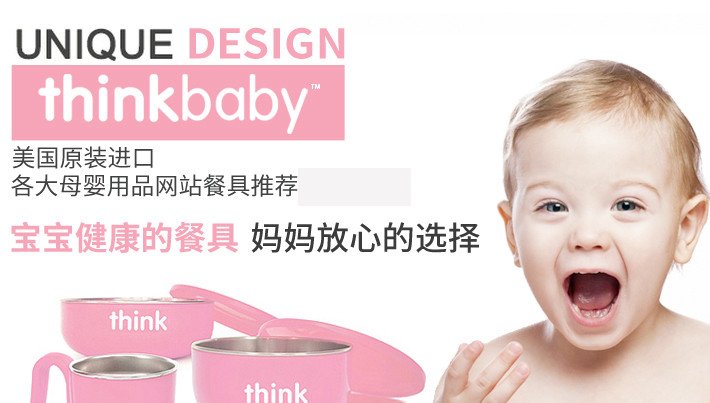 UNIQUE DESIGN
thinkbaby™
美国原装进口
各大母婴用品网站餐具推荐
宝宝健康的餐具 妈妈放心的选择
think
think